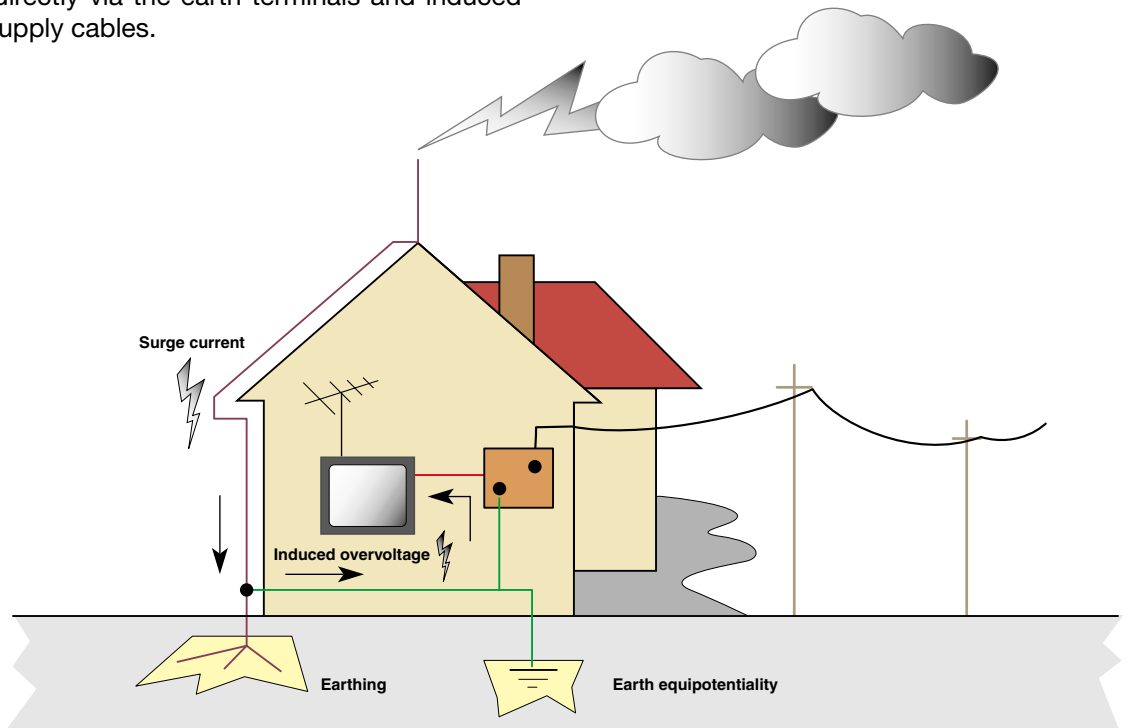 directly via the earth terminals and induced
supply cables.
Surge current
Induced overvoltage
Earthing
Earth equipotentiality